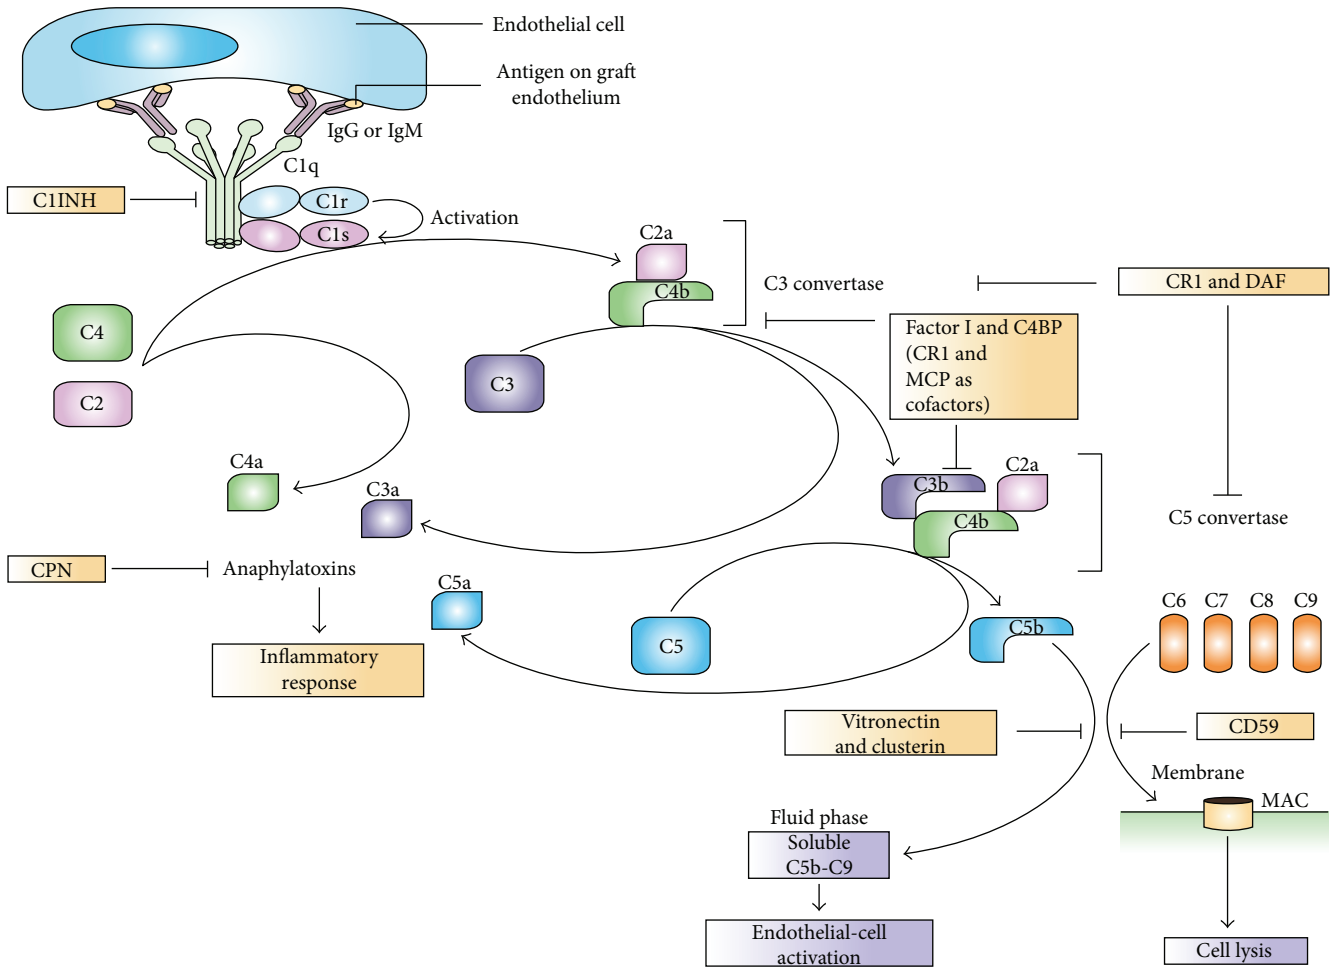 Endothelial cell
Antigen on graft
endothelium
IgG or IgM
C1q
C1INH
C1r
Activation
C1s
C2a
C4b
C3 convertase
CR1 and DAF
C4
C2
C3
Factor I and C4BP
(CR1 and
MCP as
cofactors)
C4a
C3a
C3b
C2a
C4b
C5 convertase
CPN
Anaphylatoxins
C5a
C5
C5b
C6
C7
C8
C9
Inflammatory
response
Vitronectin
and clusterin
CD59
Membrane
MAC
Fluid phase
Soluble
C5b-C9
Endothelial-cell
activation
Cell lysis